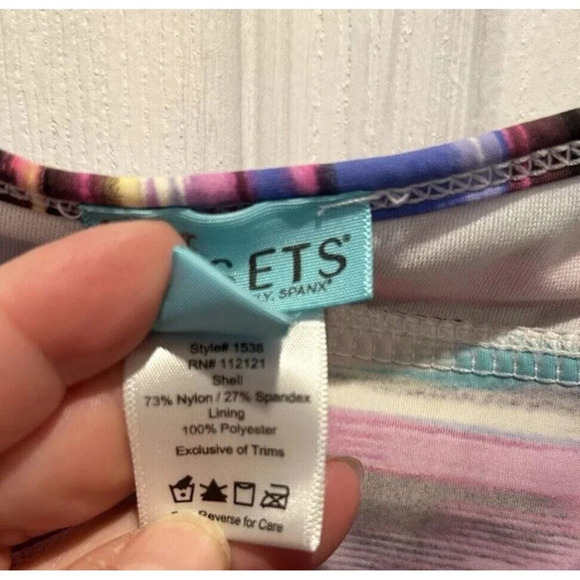 ETS®
TY, SPANX®
Style# 1538
RN# 112121
Shell
73% Nylon / 27% Spandex
Lining
100% Polyester
Exclusive of Trims
Reverse for Care